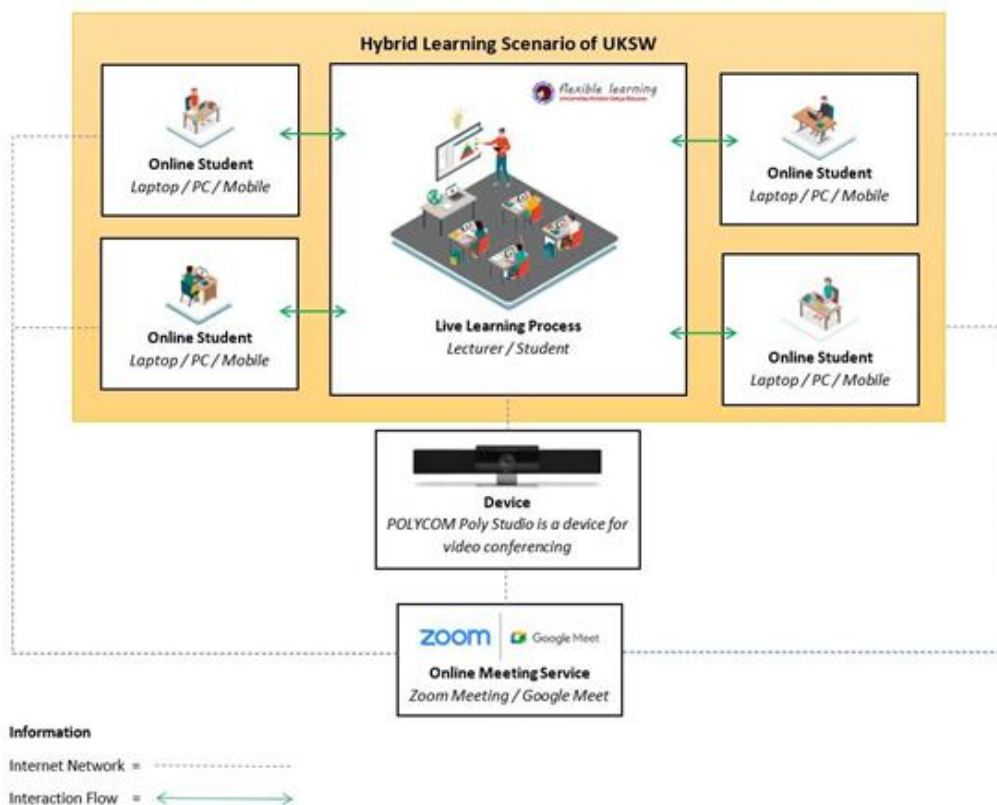 Hybrid Learning Scenario of UKSW
flexible learning
Online Student
Laptop / PC / Mobile
Online Student
Laptop / PC / Mobile
Online Student
Laptop / PC / Mobile
Online Student
Laptop / PC / Mobile
Live Learning Process
Lecturer / Student
Device
POLYCOM Poly Studio is a device for
video conferencing
zoom
Google Meet
Online Meeting Service
Zoom Meeting / Google Meet
Information
Internet Network =
Interaction Flow =